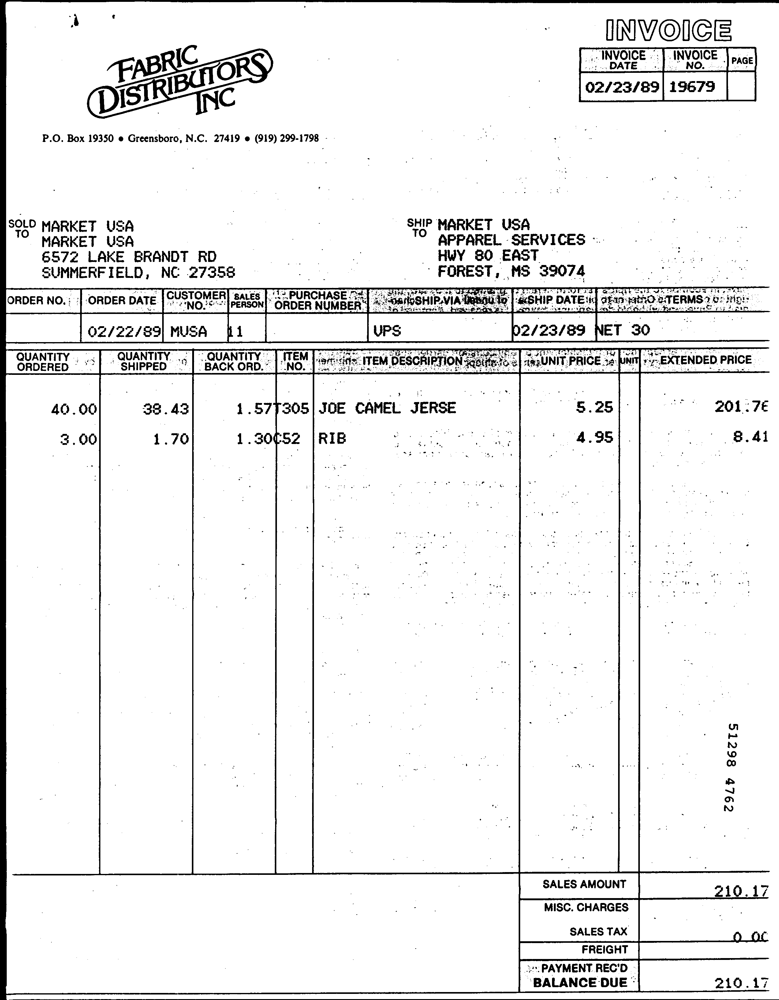 INVOICE
FABRIC
DISTRIBUTORS
INC
INVOICE DATE INVOICE NO. PAGE
02/23/89 19679
P.O. Box 19350 • Greensboro, N.C. 27419 • (919) 299-1798
SOLD TO MARKET USA
MARKET USA
6572 LAKE BRANDT RD
SUMMERFIELD, NC 27358
SHIP TO MARKET USA
APPAREL SERVICES
HWY 80 EAST
FOREST, MS 39074
ORDER NO. ORDER DATE CUSTOMER NO. SALES PERSON PURCHASE ORDER NUMBER SHIP VIA SHIP DATE TERMS
02/22/89 MUSA 11 UPS 02/23/89 NET 30
QUANTITY ORDERED QUANTITY SHIPPED QUANTITY BACK ORD. ITEM NO. ITEM DESCRIPTION UNIT PRICE UNIT EXTENDED PRICE
40.00 38.43 1.57 T305 JOE CAMEL JERSE 5.25 201.76
3.00 1.70 1.30 C52 RIB 4.95 8.41
51298 4762
SALES AMOUNT 210.17
MISC. CHARGES
SALES TAX 0.00
FREIGHT
PAYMENT REC'D
BALANCE DUE 210.17